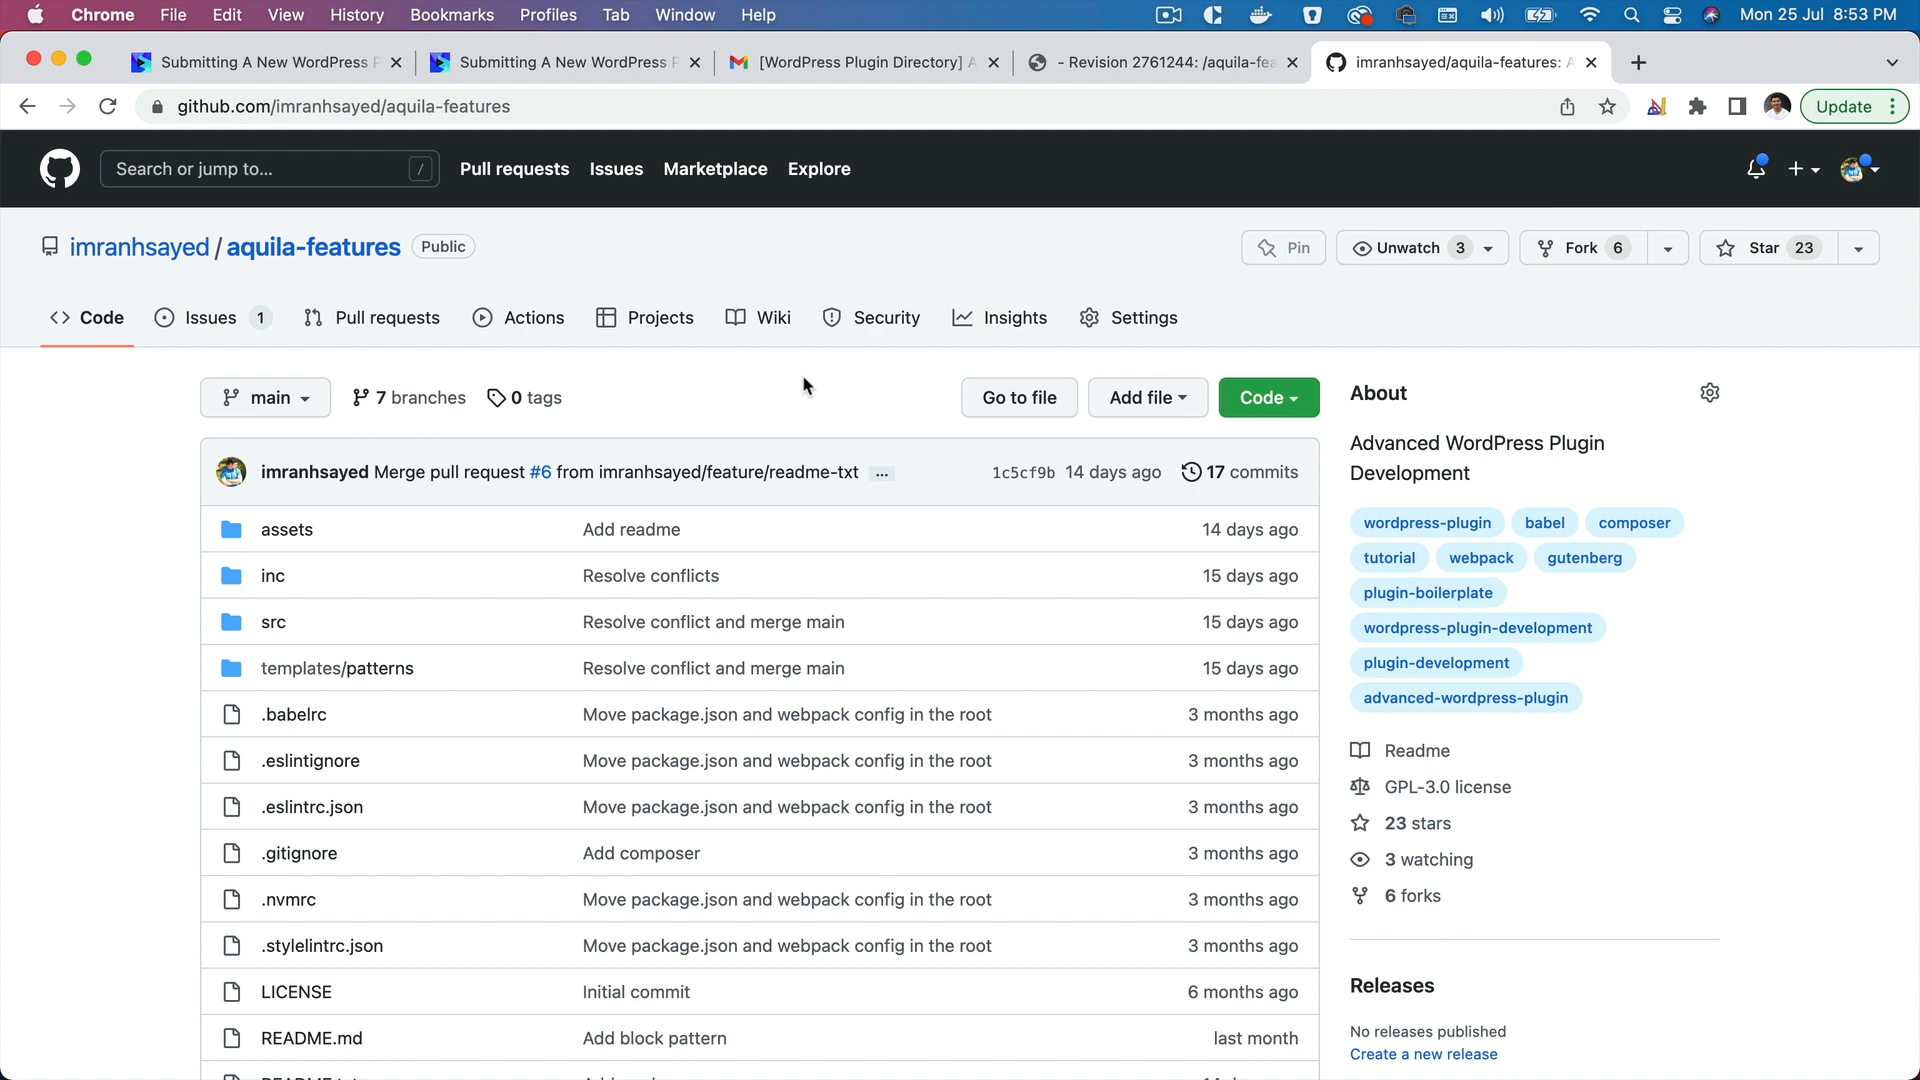 Chrome File Edit View History Bookmarks Profiles Tab Window Help Mon 25 Jul 8:53 PM
Submitting A New WordPress P Submitting A New WordPress P [WordPress Plugin Directory] A - Revision 2761244: /aquila-fea imranhsayed/aquila-features: A
github.com/imranhsayed/aquila-features Update
Search or jump to... / Pull requests Issues Marketplace Explore
imranhsayed / aquila-features Public Pin Unwatch 3 Fork 6 Star 23
Code Issues 1 Pull requests Actions Projects Wiki Security Insights Settings
main 7 branches 0 tags Go to file Add file Code
imranhsayed Merge pull request #6 from imranhsayed/feature/readme-txt ... 1c5cf9b 14 days ago 17 commits
assets Add readme 14 days ago
inc Resolve conflicts 15 days ago
src Resolve conflict and merge main 15 days ago
templates/patterns Resolve conflict and merge main 15 days ago
.babelrc Move package.json and webpack config in the root 3 months ago
.eslintignore Move package.json and webpack config in the root 3 months ago
.eslintrc.json Move package.json and webpack config in the root 3 months ago
.gitignore Add composer 3 months ago
.nvmrc Move package.json and webpack config in the root 3 months ago
.stylelintrc.json Move package.json and webpack config in the root 3 months ago
LICENSE Initial commit 6 months ago
README.md Add block pattern last month
About
Advanced WordPress Plugin
Development
wordpress-plugin babel composer
tutorial webpack gutenberg
plugin-boilerplate
wordpress-plugin-development
plugin-development
advanced-wordpress-plugin
Readme
GPL-3.0 license
23 stars
3 watching
6 forks
Releases
No releases published
Create a new release